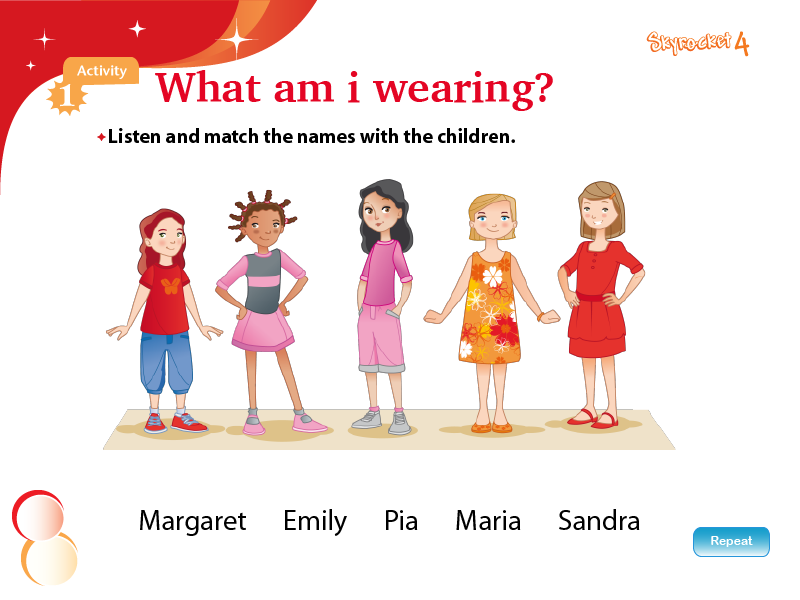 Skyrocket 4
Activity
1
What am i wearing?
Listen and match the names with the children.
Margaret Emily Pia Maria Sandra
Repeat